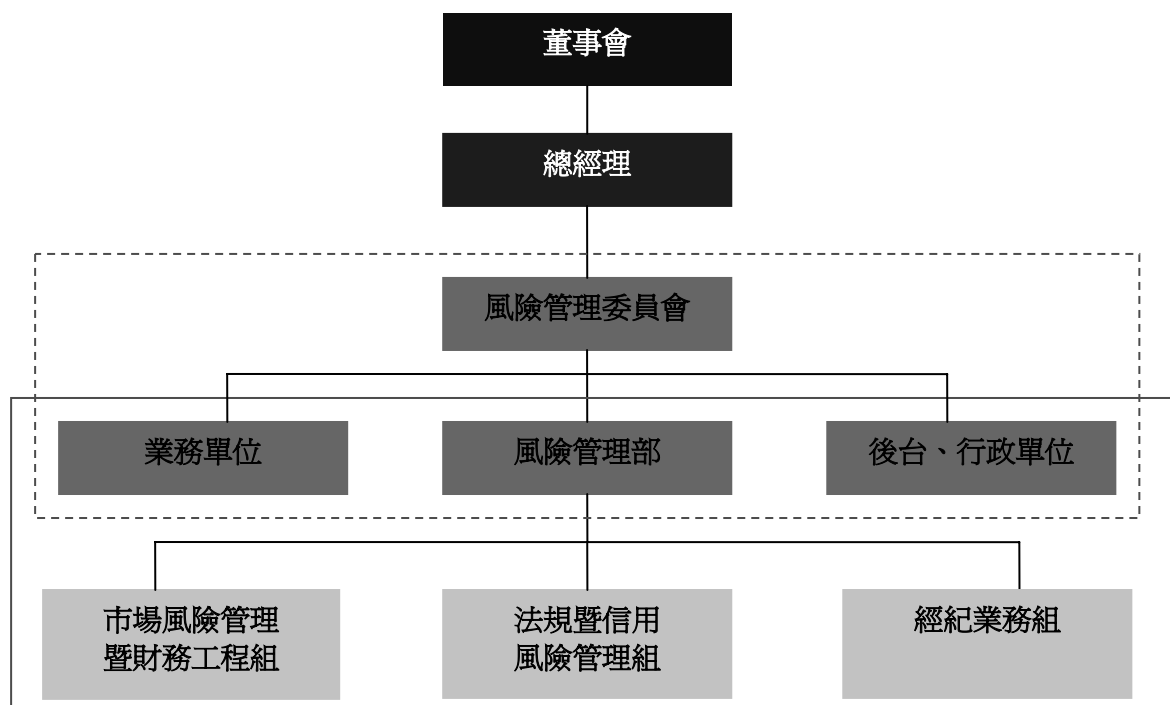 董事會
總經理
風險管理委員會
業務單位
風險管理部
後台、行政單位
市場風險管理
暨財務工程組
法規暨信用
風險管理組
經紀業務組